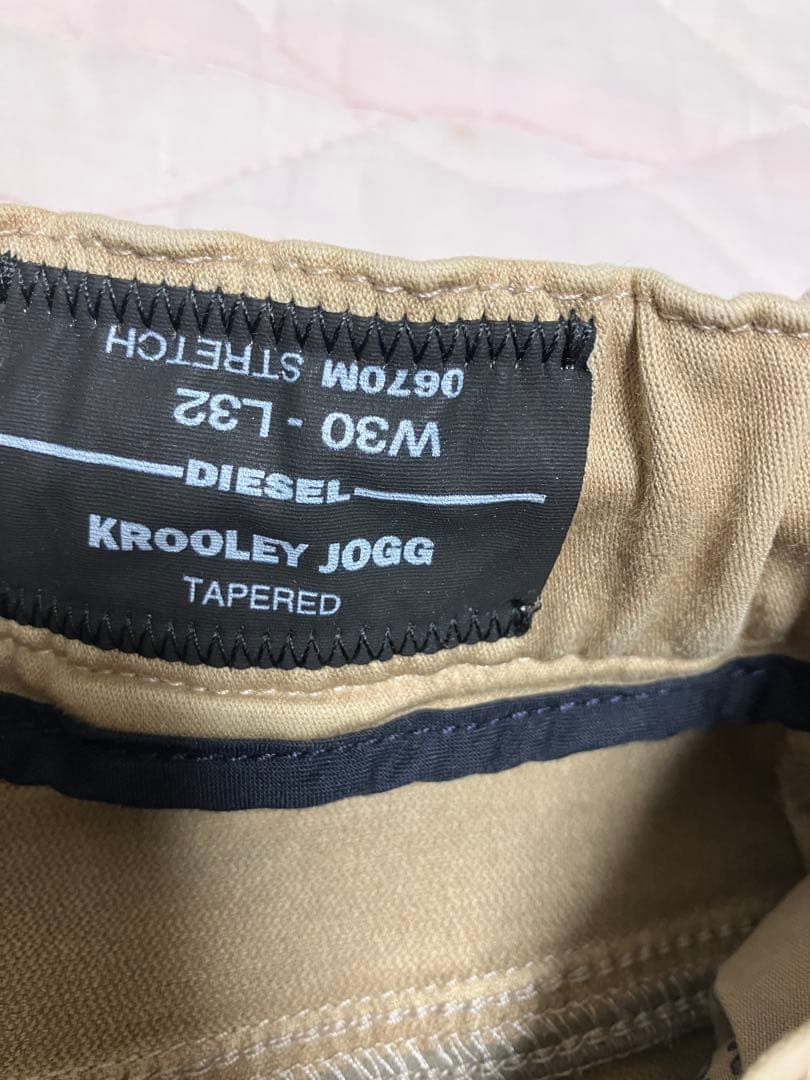 0670M STRETCH
W30 - L32
DIESEL
KROOLEY JOGG
TAPERED